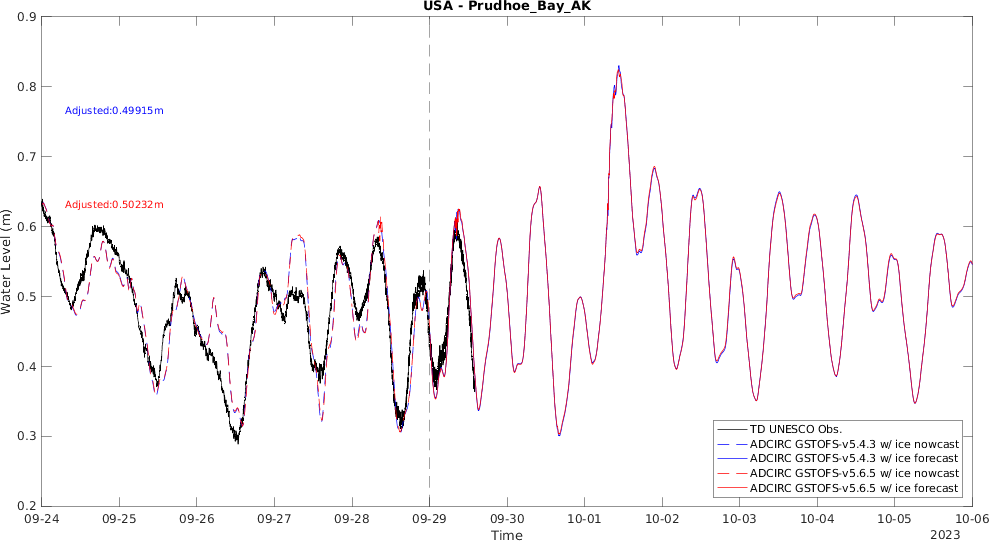 USA - Prudhoe_Bay_AK
0.9
0.8
0.7
0.6
0.5
0.4
0.3
0.2
Water Level (m)
Adjusted:0.49915m
Adjusted:0.50232m
TD UNESCO Obs.
ADCIRC GSTOFS-v5.4.3 w/ ice nowcast
ADCIRC GSTOFS-v5.4.3 w/ ice forecast
ADCIRC GSTOFS-v5.6.5 w/ ice nowcast
ADCIRC GSTOFS-v5.6.5 w/ ice forecast
09-24 09-25 09-26 09-27 09-28 09-29 09-30 10-01 10-02 10-03 10-04 10-05 10-06
Time
2023